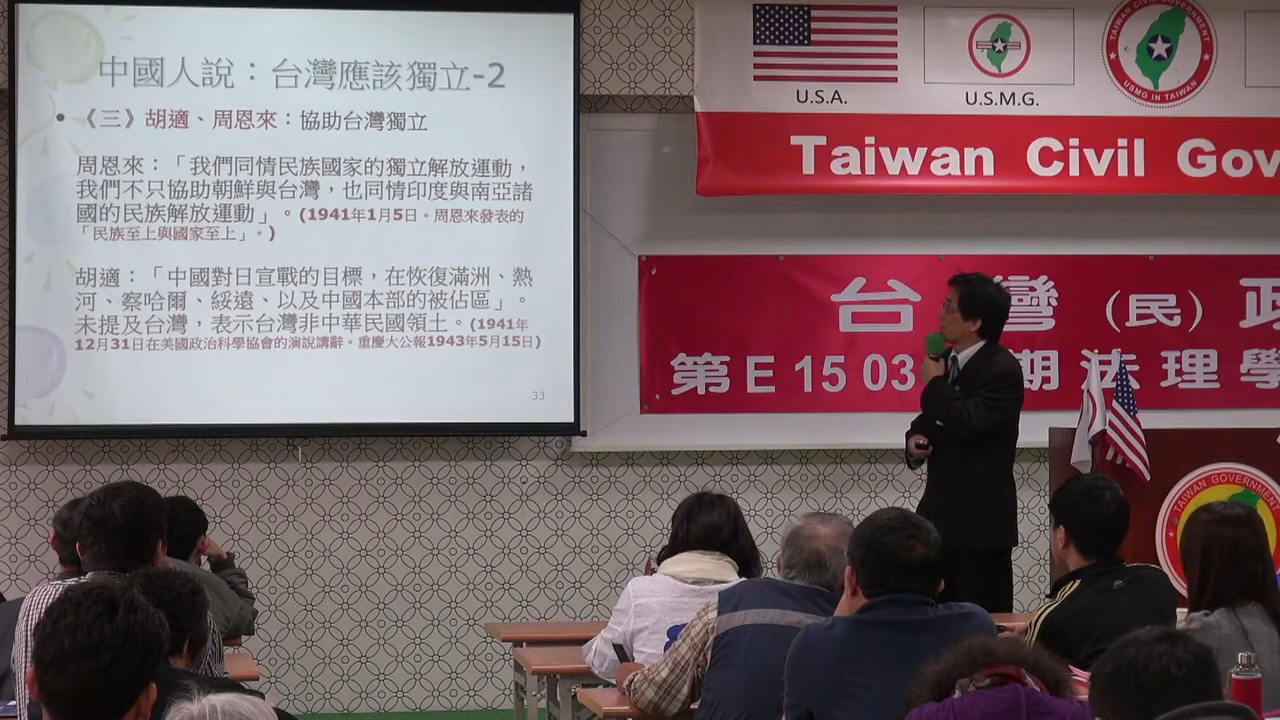 中國人說：台灣應該獨立-2
• 《三》胡適、周恩來：協助台灣獨立
周恩來：「我們同情民族國家的獨立解放運動，
我們不只協助朝鮮與台灣，也同情印度與南亞諸
國的民族解放運動」。(1941年1月5日。周恩來發表的
「民族至上與國家至上」。)
胡適：「中國對日宣戰的目標，在恢復滿洲、熱
河、察哈爾、綏遠、以及中國本部的被佔區」。
未提及台灣，表示台灣非中華民國領土。(1941年
12月31日在美國政治科學協會的演說講辭。重慶大公報1943年5月15日)
33
U.S.A.
U.S.M.G.
TAIWAN CIVIL GOVERNMENT
USMG IN TAIWAN
Taiwan Civil Gov
台灣（民）政
第E 15 03 期法理學
TAIWAN GOVERNMENT